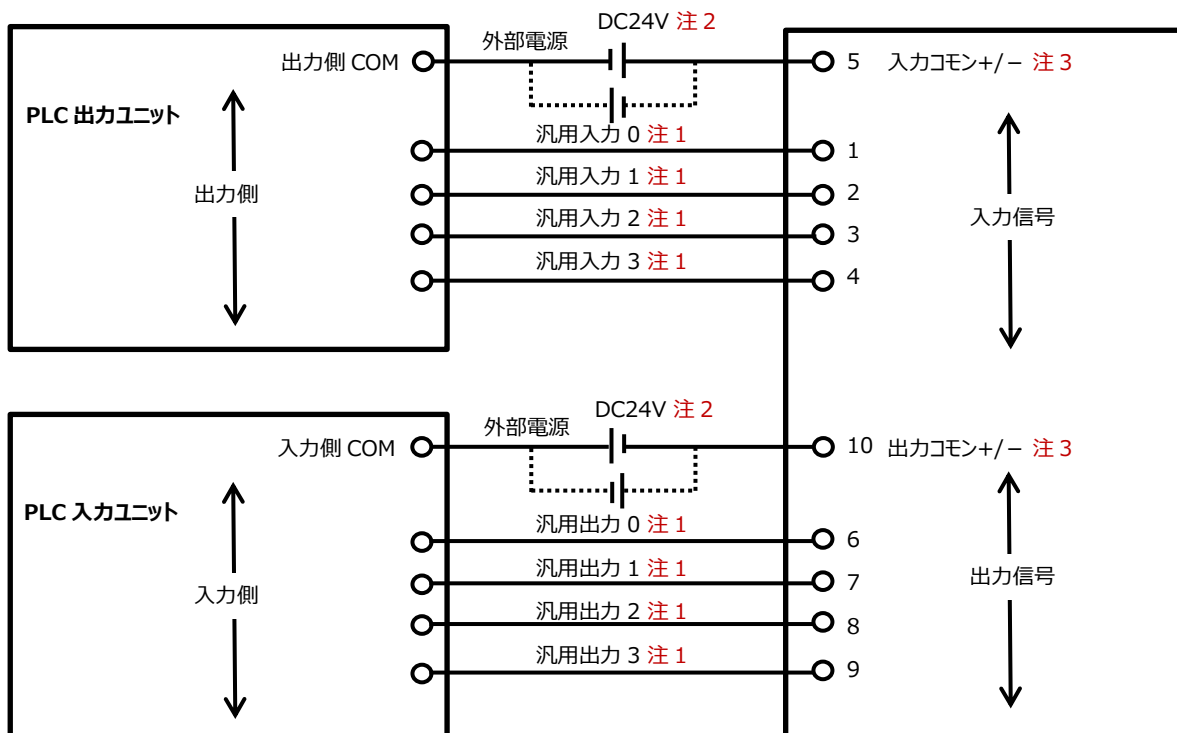 DC24V 注 2
外部電源
出力側 COM
5 入力コモン+/− 注 3
PLC 出力ユニット
汎用入力 0 注 1
1
汎用入力 1 注 1
出力側
2
汎用入力 2 注 1
3
入力信号
汎用入力 3 注 1
4
DC24V 注 2
外部電源
入力側 COM
10 出力コモン+/− 注 3
PLC 入力ユニット
汎用出力 0 注 1
6
汎用出力 1 注 1
7
出力信号
入力側
汎用出力 2 注 1
8
汎用出力 3 注 1
9